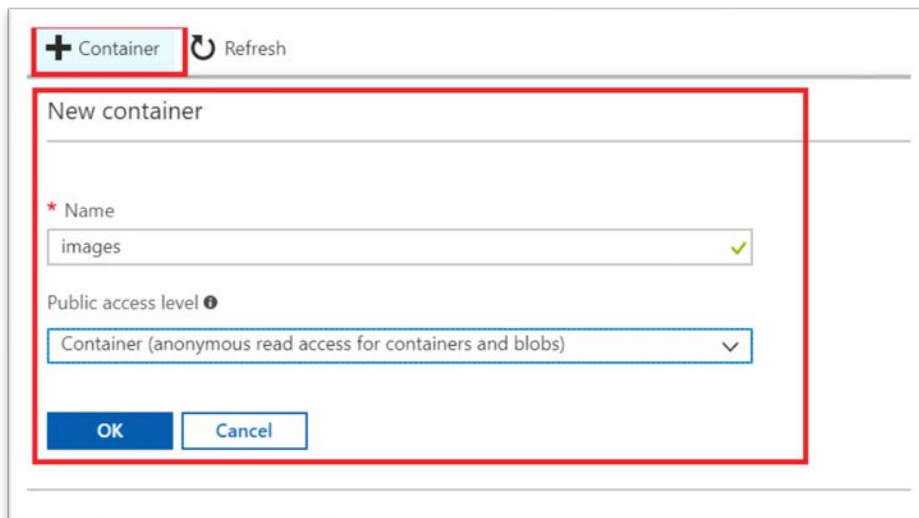 + Container Refresh
New container
* Name
images
Public access level
Container (anonymous read access for containers and blobs)
OK Cancel